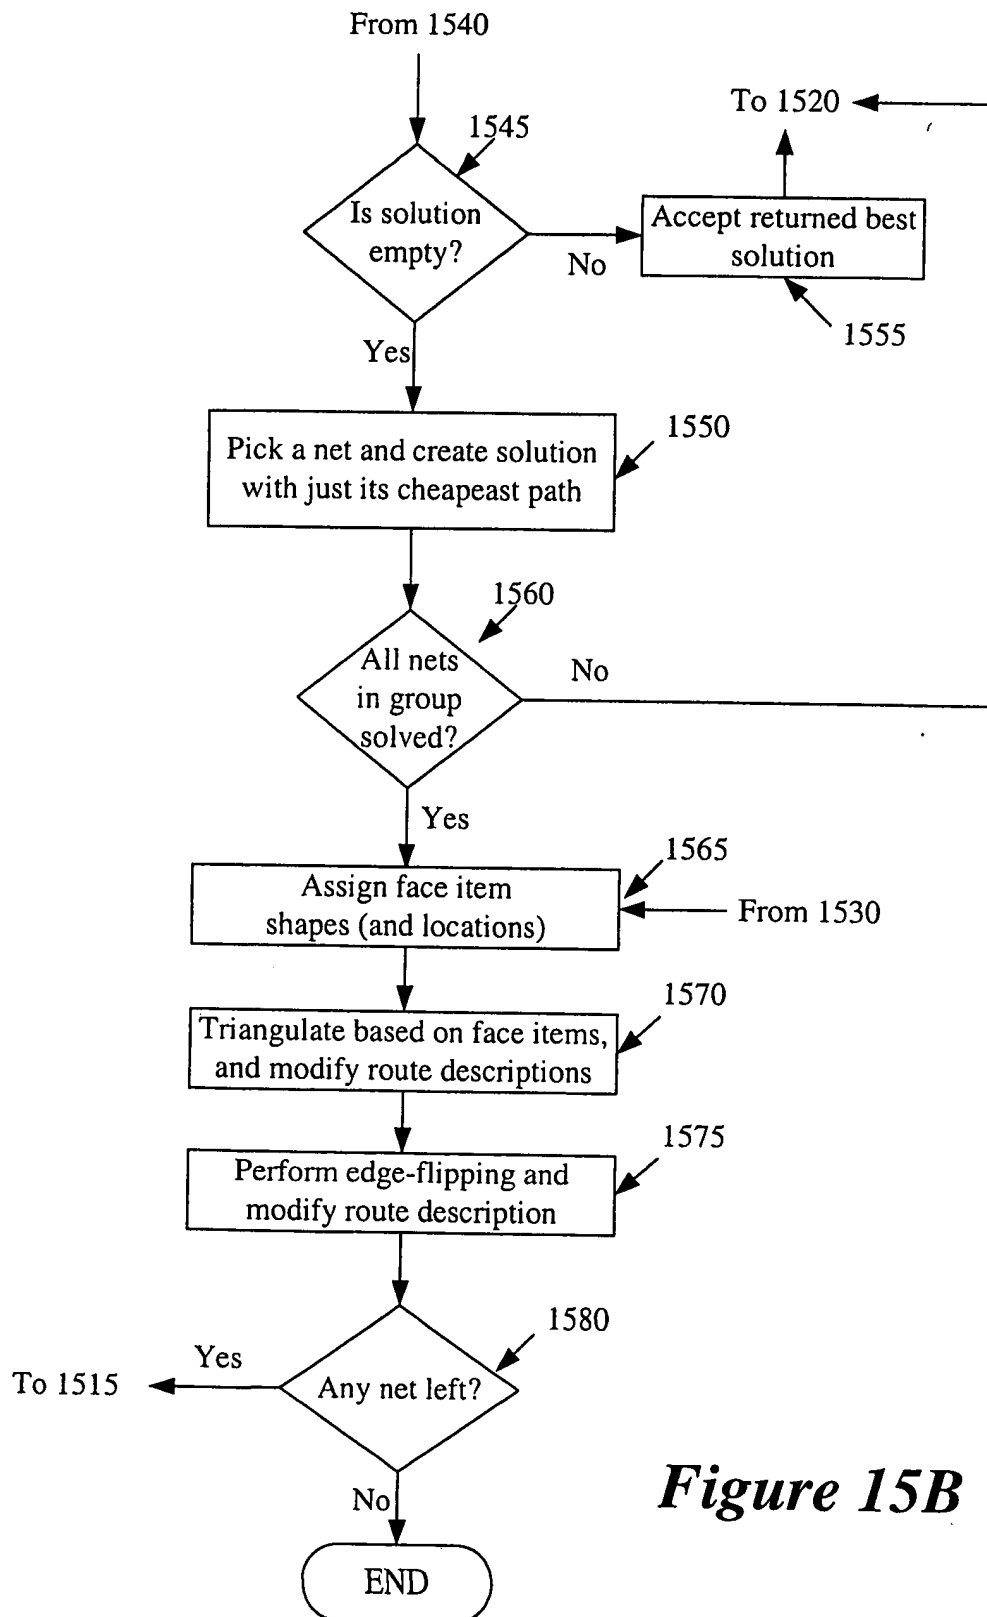 From 1540
To 1520
1545
Is solution
empty?
No
Accept returned best
solution
1555
Yes
Pick a net and create solution
with just its cheapeast path
1550
1560
All nets
in group
solved?
No
Yes
1565
Assign face item
shapes (and locations)
From 1530
1570
Triangulate based on face items,
and modify route descriptions
1575
Perform edge-flipping and
modify route description
1580
Yes
To 1515
Any net left?
No
Figure 15B
END